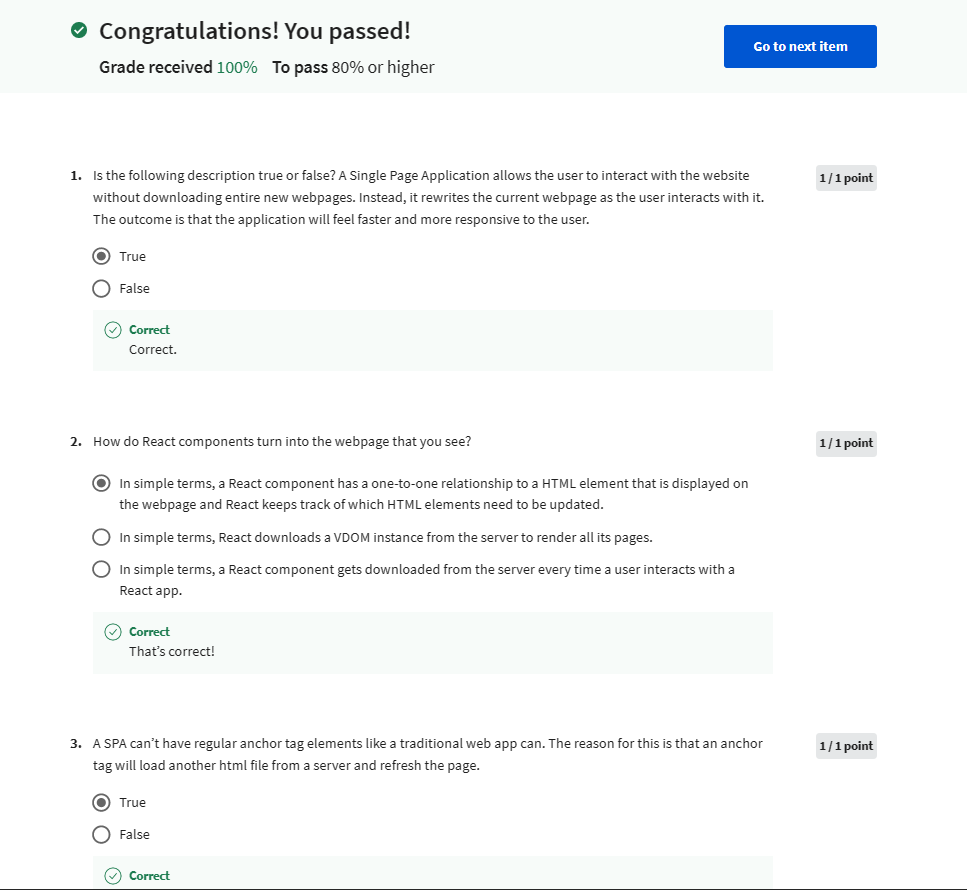 Congratulations! You passed!
Go to next item
Grade received 100% To pass 80% or higher
1. Is the following description true or false? A Single Page Application allows the user to interact with the website
1 / 1 point
without downloading entire new webpages. Instead, it rewrites the current webpage as the user interacts with it.
The outcome is that the application will feel faster and more responsive to the user.
True
False
Correct
Correct.
2. How do React components turn into the webpage that you see?
1 / 1 point
In simple terms, a React component has a one-to-one relationship to a HTML element that is displayed on
the webpage and React keeps track of which HTML elements need to be updated.
In simple terms, React downloads a VDOM instance from the server to render all its pages.
In simple terms, a React component gets downloaded from the server every time a user interacts with a
React app.
Correct
That’s correct!
3. A SPA can’t have regular anchor tag elements like a traditional web app can. The reason for this is that an anchor
1 / 1 point
tag will load another html file from a server and refresh the page.
True
False
Correct